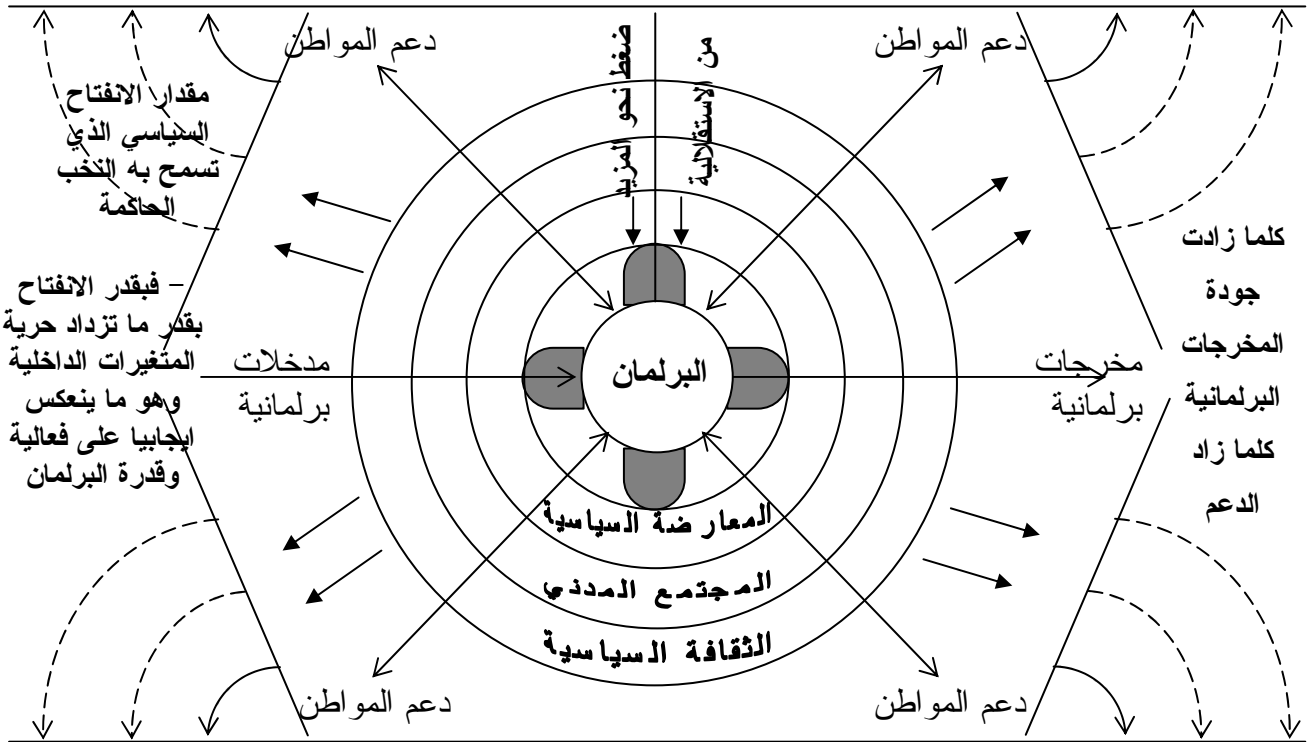 دعم المواطن
دعم المواطن
ضغط نحو المزيد
من الاستقلالية
مقدار الانفتاح
السياسي الذي
تسمح به النخب
الحاكمة
– فبقدر الانفتاح
بقدر ما تزداد حرية
المتغيرات الداخلية
وهو ما ينعكس
ايجابيا على فعالية
وقدرة البرلمان
مدخلات
برلمانية
البرلمان
مخرجات
برلمانية
كلما زادت
جودة
المخرجات
البرلمانية
كلما زاد
الدعم
المعارضة السياسية
المجتمع المدني
الثقافة السياسية
دعم المواطن
دعم المواطن